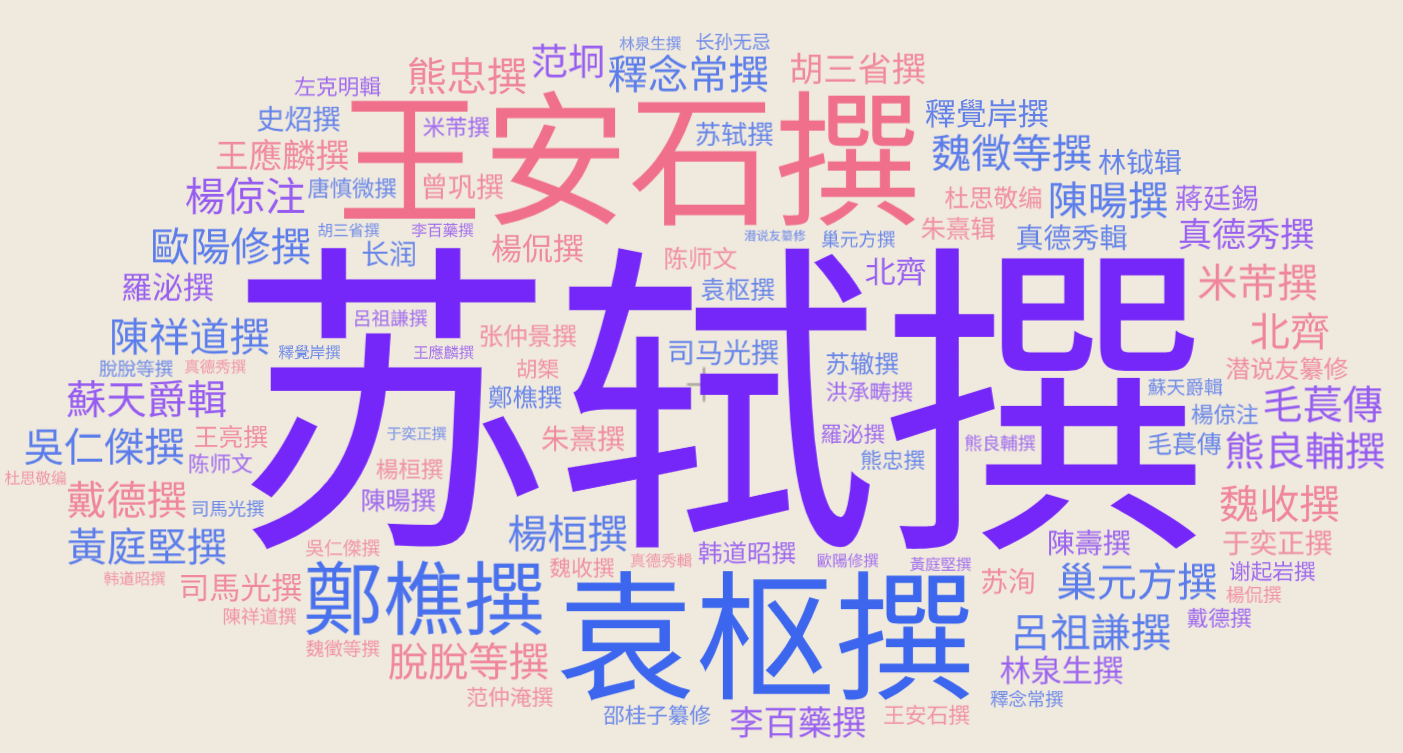 林泉生撰
长孙无忌
范坰
釋念常撰
胡三省撰
熊忠撰
左克明輯
王安石撰
史炤撰
米芾撰
苏轼撰
釋覺岸撰
魏徵等撰
林钺辑
王應麟撰
楊倞注
唐慎微撰
曾巩撰
杜思敬编
陳暘撰
蔣廷錫
朱熹辑
真德秀輯
真德秀撰
胡三省撰
李百藥撰
潜说友纂修
巢元方撰
歐陽修撰
长润
楊侃撰
陈师文
北齊
羅泌撰
袁枢撰
米芾撰
苏轼撰
呂祖謙撰
张仲景撰
北齊
陳祥道撰
釋覺岸撰
王應麟撰
司马光撰
苏辙撰
脫脫等撰
真德秀撰
胡榘
潜说友纂修
蘇天爵輯
鄭樵撰
洪承畴撰
蘇天爵輯
毛萇傳
楊倞注
吳仁傑撰
王亮撰
于奕正撰
朱熹撰
羅泌撰
熊良輔撰
毛萇傳
熊良輔撰
陈师文
楊桓撰
熊忠撰
杜思敬编
戴德撰
司馬光撰
陳暘撰
魏收撰
黃庭堅撰
吳仁傑撰
楊桓撰
韩道昭撰
陳壽撰
于奕正撰
魏收撰
真德秀輯
歐陽修撰
黃庭堅撰
韩道昭撰
司馬光撰
鄭樵撰
苏洵
巢元方撰
谢起岩撰
楊侃撰
陳祥道撰
袁枢撰
戴德撰
呂祖謙撰
魏徵等撰
脫脫等撰
林泉生撰
范仲淹撰
釋念常撰
邵桂子纂修
李百藥撰
王安石撰